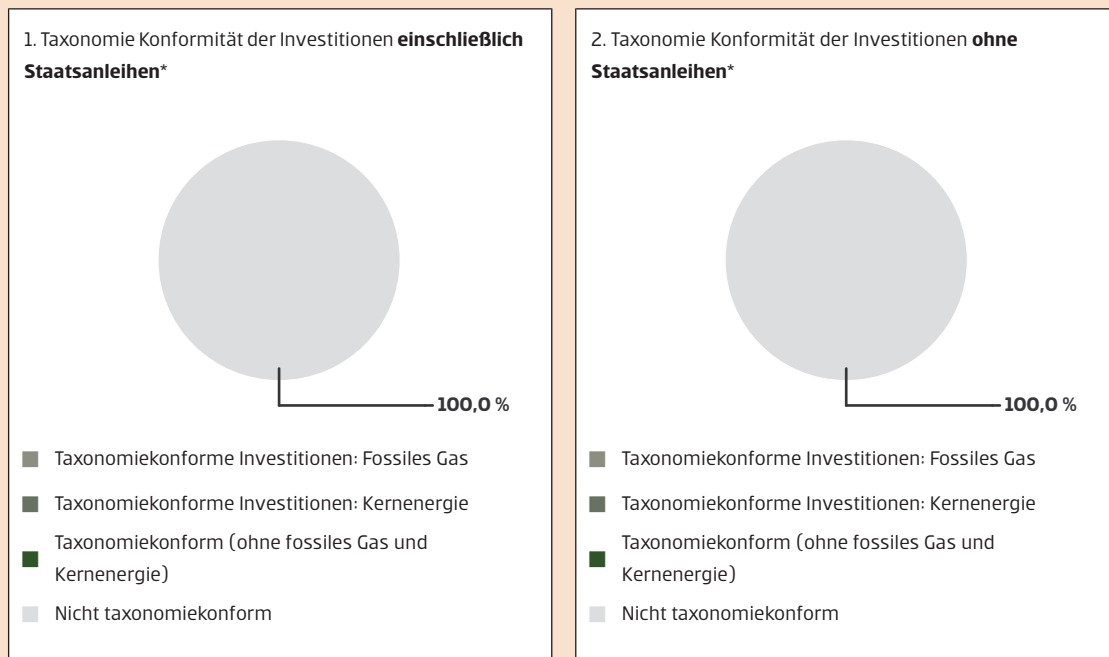 1. Taxonomie Konformität der Investitionen einschließlich
Staatsanleihen*
100,0 %
Taxonomiekonforme Investitionen: Fossiles Gas
Taxonomiekonforme Investitionen: Kernenergie
Taxonomiekonform (ohne fossiles Gas und
Kernenergie)
Nicht taxonomiekonform
2. Taxonomie Konformität der Investitionen ohne
Staatsanleihen*
100,0 %
Taxonomiekonforme Investitionen: Fossiles Gas
Taxonomiekonforme Investitionen: Kernenergie
Taxonomiekonform (ohne fossiles Gas und
Kernenergie)
Nicht taxonomiekonform